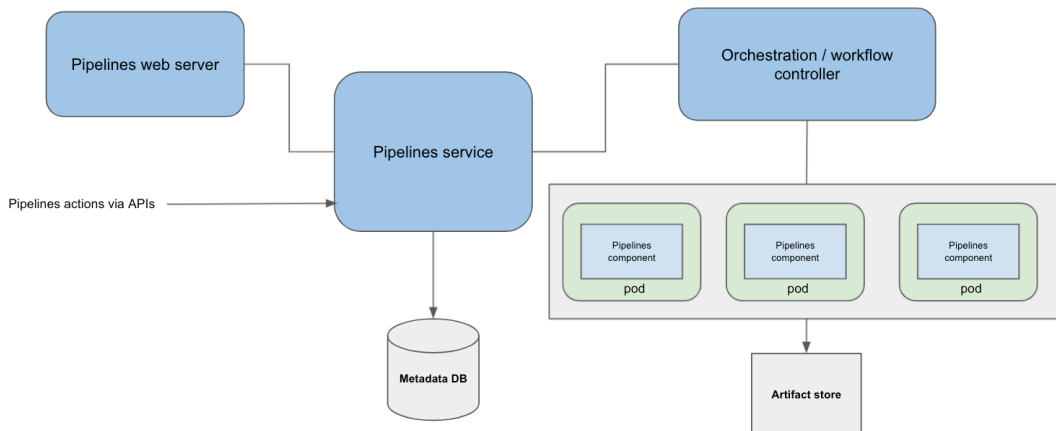 Pipelines web server
Orchestration / workflow
controller
Pipelines service
Pipelines actions via APIs
Pipelines
component
pod
Pipelines
component
pod
Pipelines
component
pod
Metadata DB
Artifact store